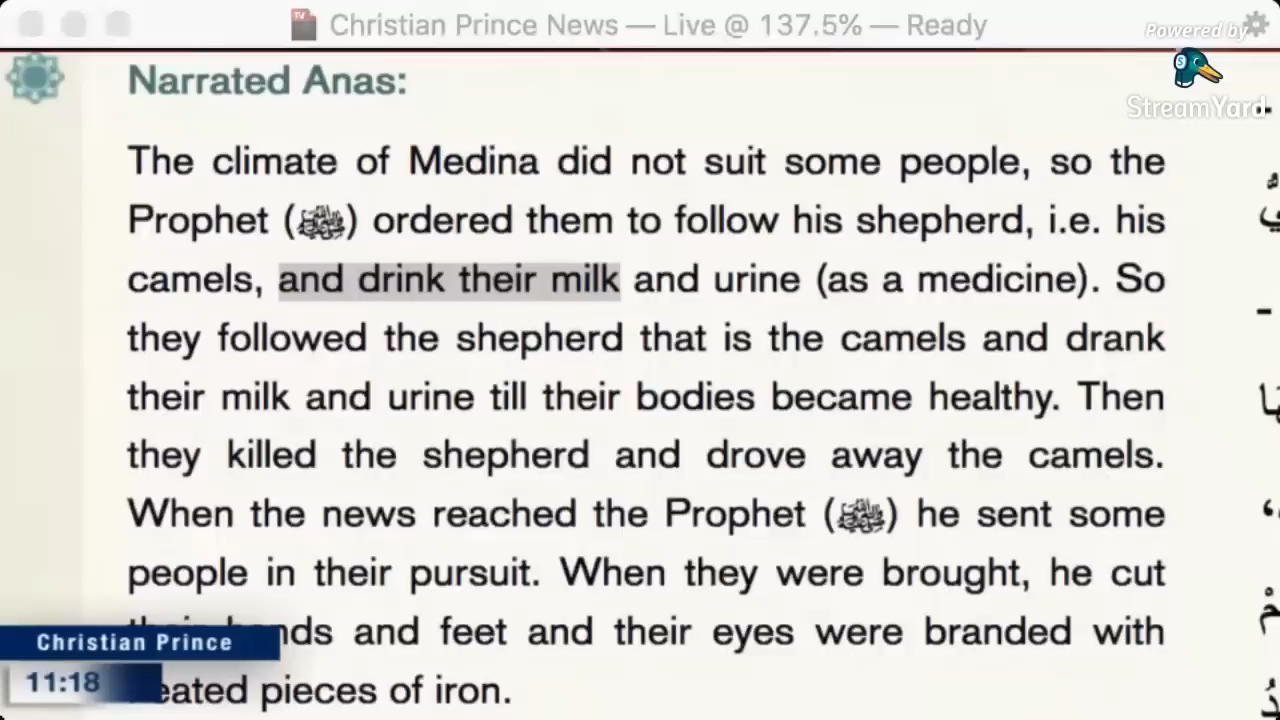 Christian Prince News — Live @ 137.5% — Ready
Powered by
StreamYard
Narrated Anas:
The climate of Medina did not suit some people, so the
Prophet (ﷺ) ordered them to follow his shepherd, i.e. his
camels, and drink their milk and urine (as a medicine). So
they followed the shepherd that is the camels and drank
their milk and urine till their bodies became healthy. Then
they killed the shepherd and drove away the camels.
When the news reached the Prophet (ﷺ) he sent some
people in their pursuit. When they were brought, he cut
hands and feet and their eyes were branded with
heated pieces of iron.
Christian Prince
11:18